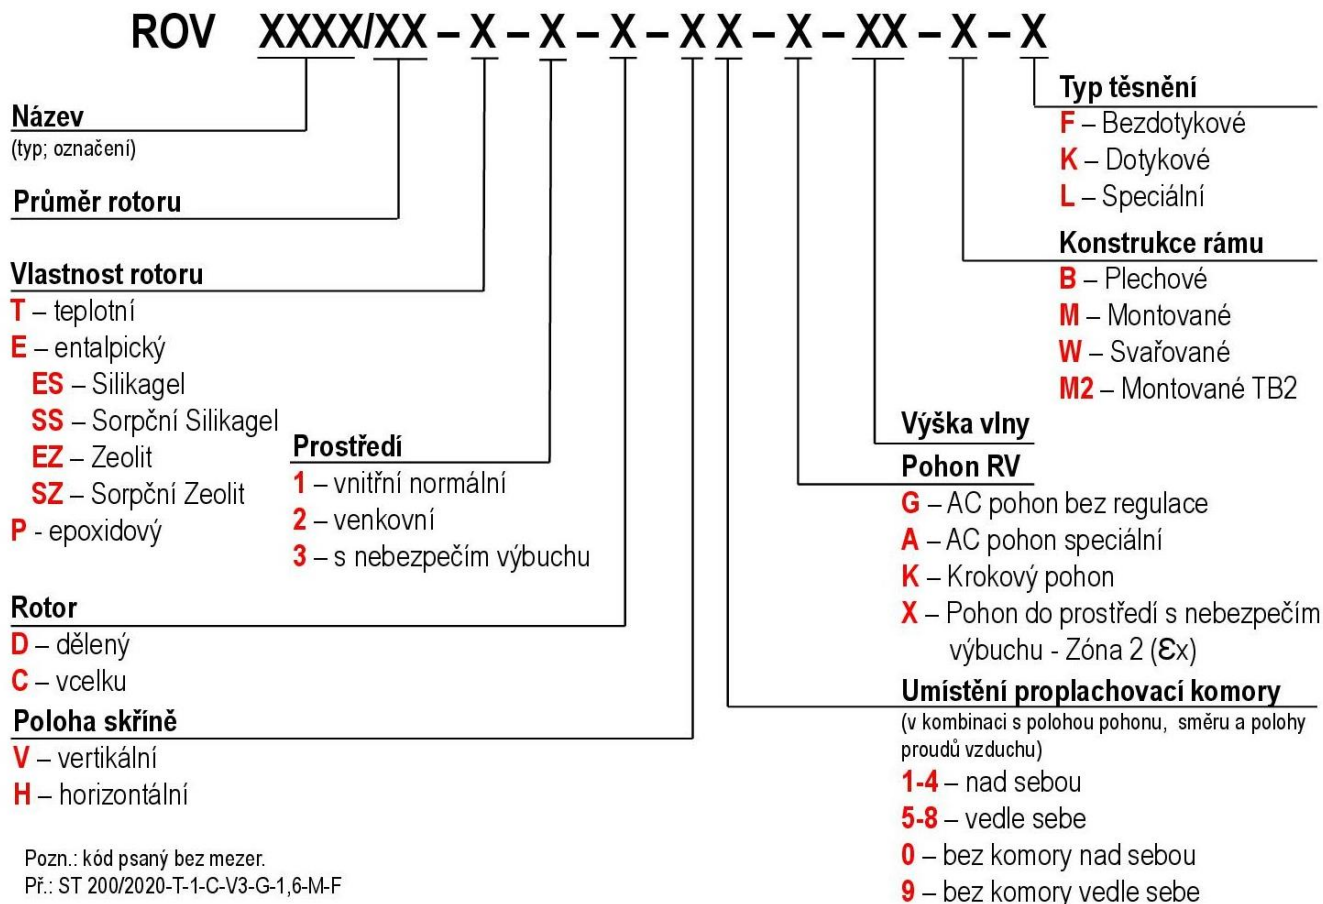 ROV XXXX/XX – X – X – X – X X – X – XX – X – X
Název
(typ; označení)
Průměr rotoru
Vlastnost rotoru
T – teplotní
E – entalpický
ES – Silikagel
SS – Sorpční Silikagel
EZ – Zeolit
SZ – Sorpční Zeolit
P - epoxidový
Prostředí
1 – vnitřní normální
2 – venkovní
3 – s nebezpečím výbuchu
Rotor
D – dělený
C – vcelku
Poloha skříně
V – vertikální
H – horizontální
Pozn.: kód psaný bez mezer.
Př.: ST 200/2020-T-1-C-V3-G-1,6-M-F
Typ těsnění
F – Bezdotykové
K – Dotykové
L – Speciální
Konstrukce rámu
B – Plechové
M – Montované
W – Svařované
M2 – Montované TB2
Výška vlny
Pohon RV
G – AC pohon bez regulace
A – AC pohon speciální
K – Krokový pohon
X – Pohon do prostředí s nebezpečím
výbuchu - Zóna 2 (Ɛx)
Umístění proplachovací komory
(v kombinaci s polohou pohonu, směru a polohy
proudů vzduchu)
1-4 – nad sebou
5-8 – vedle sebe
0 – bez komory nad sebou
9 – bez komory vedle sebe